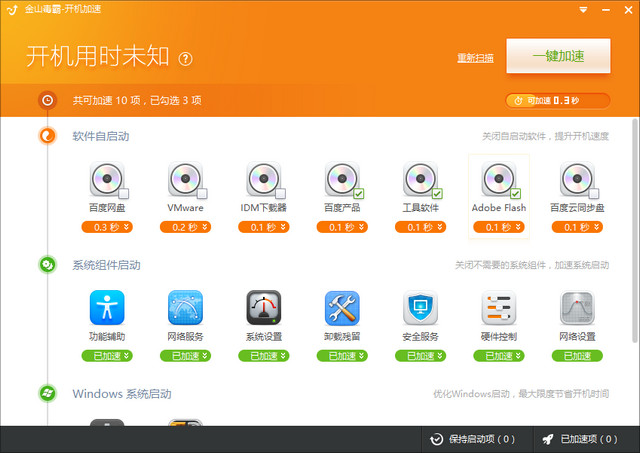 金山毒霸-开机加速
开机用时未知 ?
重新扫描
一键加速
共可加速 10 项，已勾选 3 项
可加速 0.3 秒
软件自启动
关闭自启动软件，提升开机速度
百度网盘 VMware IDM下载器 百度产品 工具软件 Adobe Flash 百度云同步盘
0.3 秒 0.2 秒 0.1 秒 0.1 秒 0.1 秒 0.1 秒 0.1 秒
系统组件启动
关闭不需要的系统组件，加速系统启动
功能辅助 网络服务 系统设置 卸载残留 安全服务 硬件控制 网络设置
已加速 已加速 已加速 已加速 已加速 已加速 已加速
Windows 系统启动
优化Windows启动，最大限度节省开机时间
保持启动项（0） 已加速项（0）